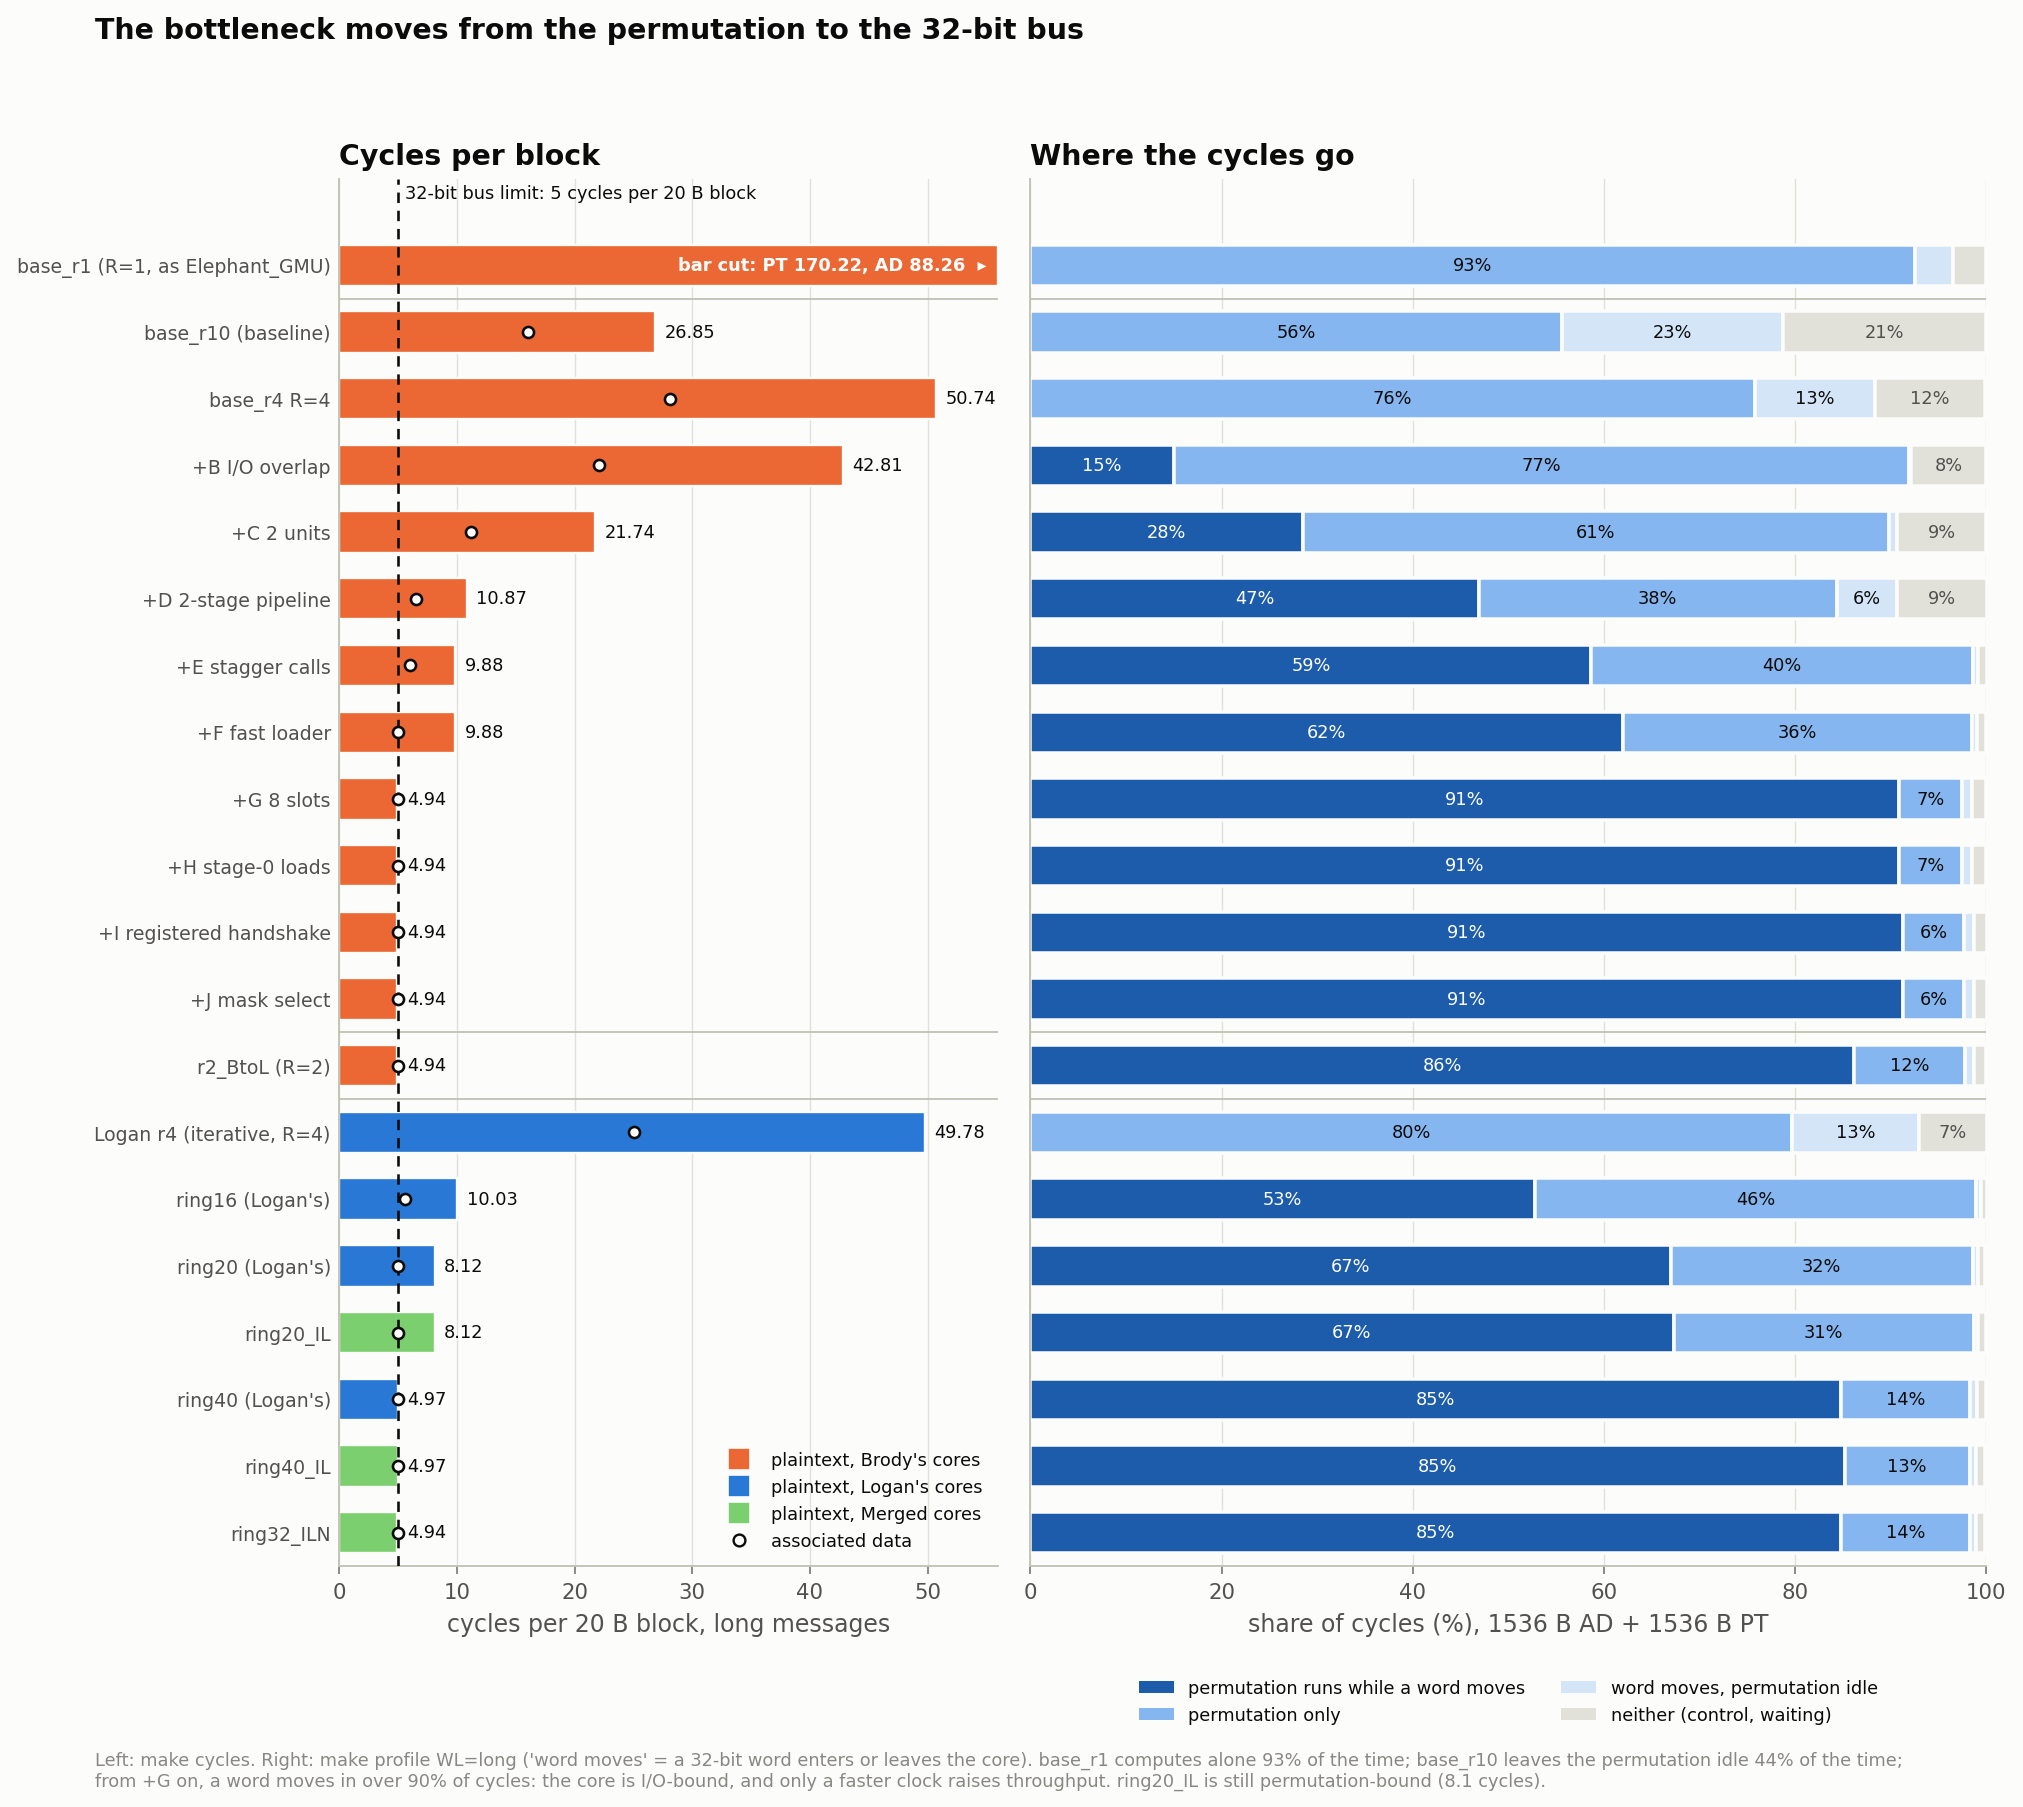 The bottleneck moves from the permutation to the 32-bit bus
Cycles per block
32-bit bus limit: 5 cycles per 20 B block
base_r1 (R=1, as Elephant_GMU)
bar cut: PT 170.22, AD 88.26 ▸
base_r10 (baseline)
26.85
base_r4 R=4
50.74
+B I/O overlap
42.81
+C 2 units
21.74
+D 2-stage pipeline
10.87
+E stagger calls
9.88
+F fast loader
9.88
+G 8 slots
4.94
+H stage-0 loads
4.94
+I registered handshake
4.94
+J mask select
4.94
r2_BtoL (R=2)
4.94
Logan r4 (iterative, R=4)
49.78
ring16 (Logan's)
10.03
ring20 (Logan's)
8.12
ring20_IL
8.12
ring40 (Logan's)
4.97
ring40_IL
4.97
ring32_ILN
4.94
plaintext, Brody's cores
plaintext, Logan's cores
plaintext, Merged cores
associated data
0 10 20 30 40 50
cycles per 20 B block, long messages
Where the cycles go
93%
56% 23% 21%
76% 13% 12%
15% 77% 8%
28% 61% 9%
47% 38% 6% 9%
59% 40%
62% 36%
91% 7%
91% 7%
91% 6%
91% 6%
86% 12%
80% 13% 7%
53% 46%
67% 32%
67% 31%
85% 14%
85% 13%
85% 14%
0 20 40 60 80 100
share of cycles (%), 1536 B AD + 1536 B PT
permutation runs while a word moves
permutation only
word moves, permutation idle
neither (control, waiting)
Left: make cycles. Right: make profile WL=long ('word moves' = a 32-bit word enters or leaves the core). base_r1 computes alone 93% of the time; base_r10 leaves the permutation idle 44% of the time;
from +G on, a word moves in over 90% of cycles: the core is I/O-bound, and only a faster clock raises throughput. ring20_IL is still permutation-bound (8.1 cycles).